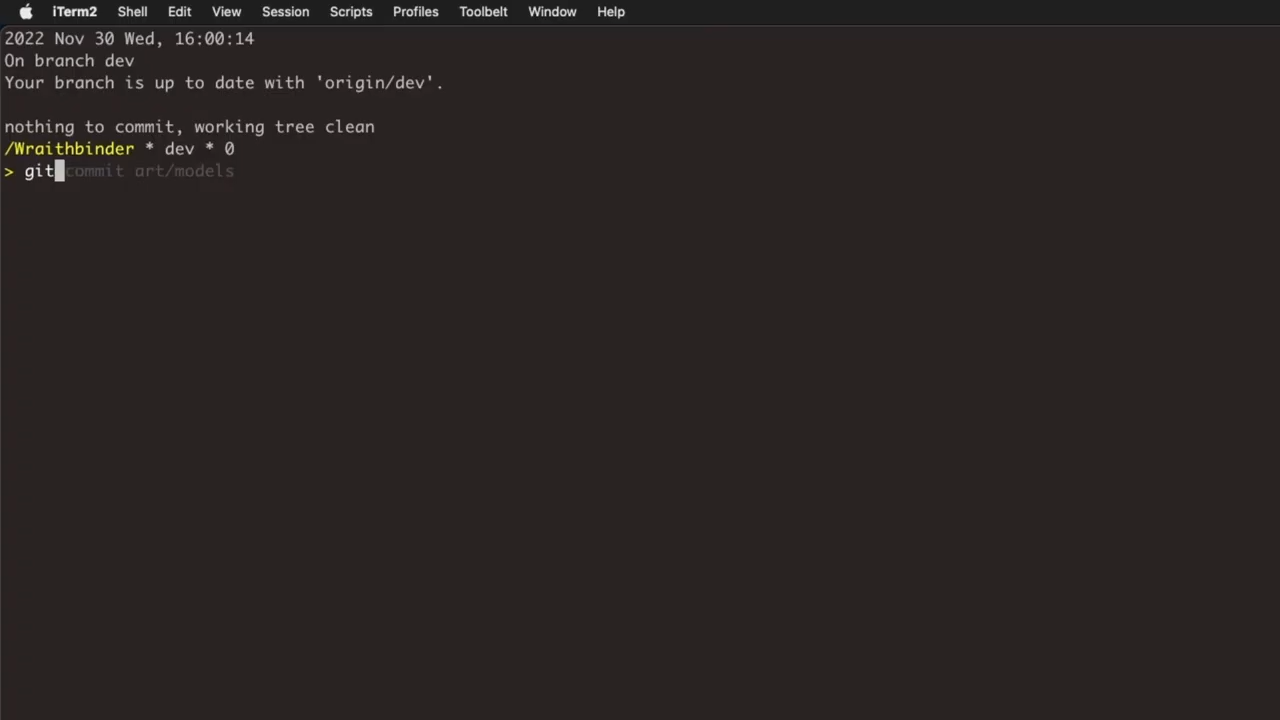 iTerm2 Shell Edit View Session Scripts Profiles Toolbelt Window Help
2022 Nov 30 Wed, 16:00:14
On branch dev
Your branch is up to date with 'origin/dev'.
nothing to commit, working tree clean
/Wraithbinder * dev * 0
> git commit art/models